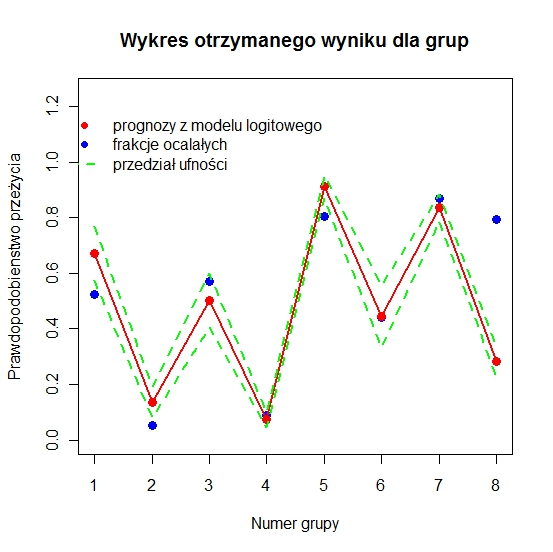 Wykres otrzymanego wyniku dla grup
prognozy z modelu logitowego
frakcje ocalałych
przedział ufności
Prawdopodobienstwo przeżycia
1.2
1.0
0.8
0.6
0.4
0.2
0.0
1 2 3 4 5 6 7 8
Numer grupy